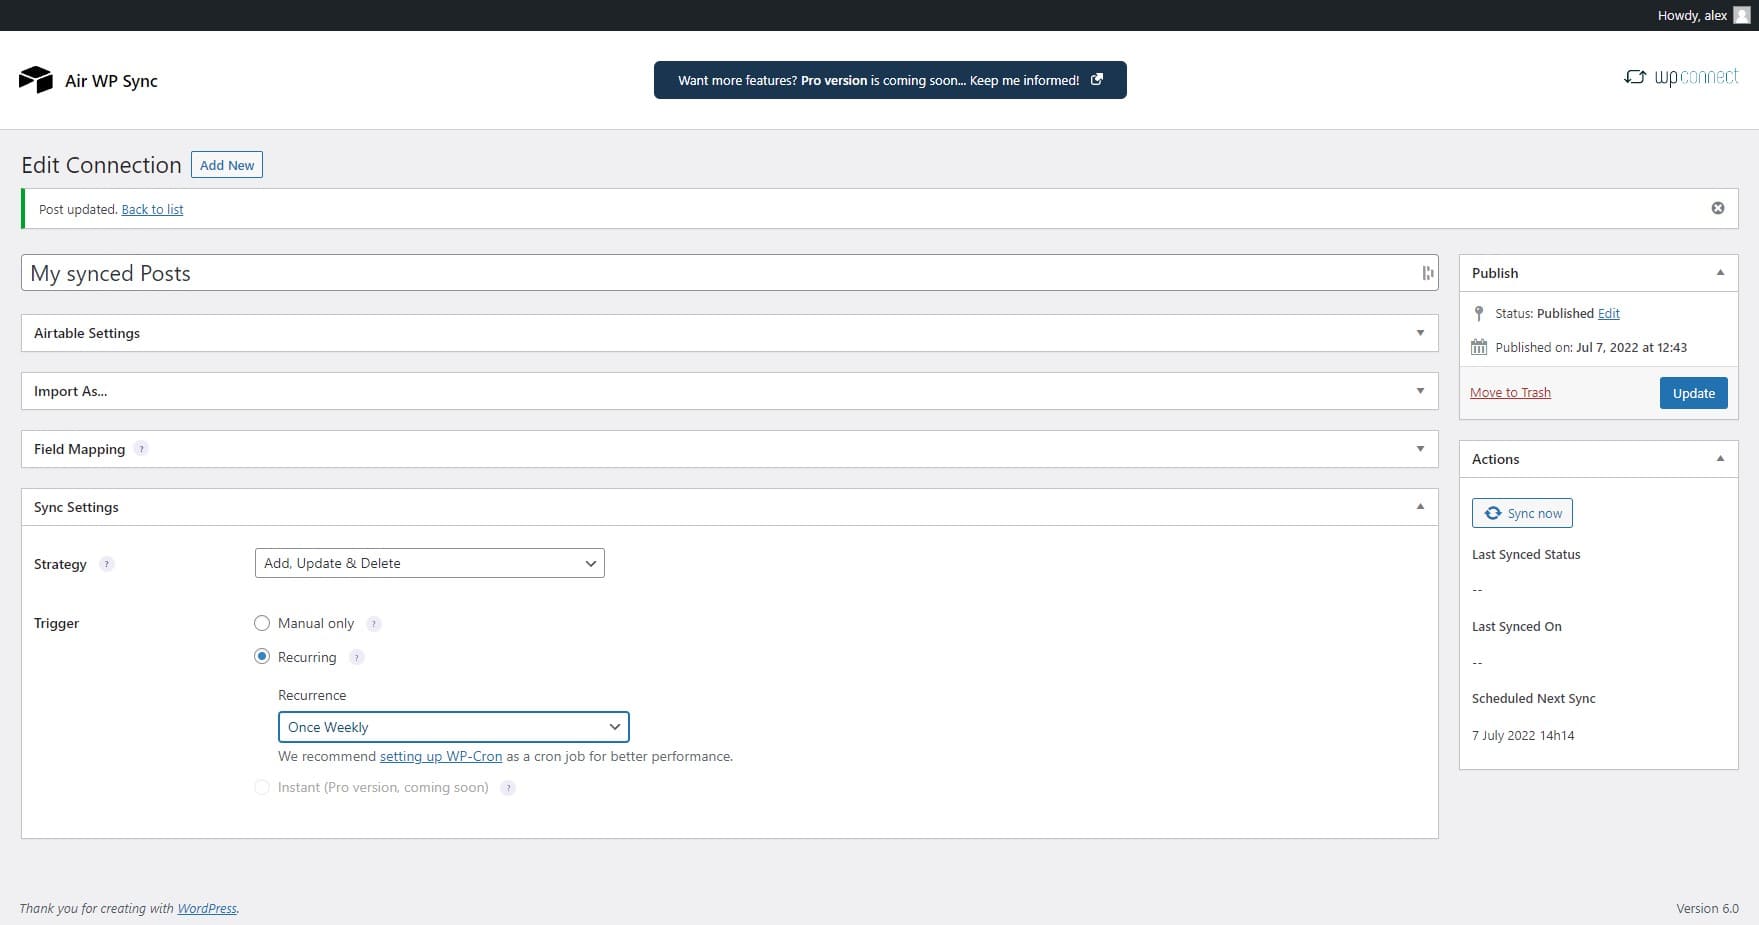 Howdy, alex
Air WP Sync
Want more features? Pro version is coming soon... Keep me informed!
wpconnect
Edit Connection
Add New
Post updated. Back to list
My synced Posts
Airtable Settings
Import As...
Field Mapping ?
Sync Settings
Strategy ?
Add, Update & Delete
Trigger
Manual only ?
Recurring ?
Recurrence
Once Weekly
We recommend setting up WP-Cron as a cron job for better performance.
Instant (Pro version, coming soon) ?
Publish
Status: Published Edit
Published on: Jul 7, 2022 at 12:43
Move to Trash
Update
Actions
Sync now
Last Synced Status
--
Last Synced On
--
Scheduled Next Sync
7 July 2022 14h14
Thank you for creating with WordPress.
Version 6.0